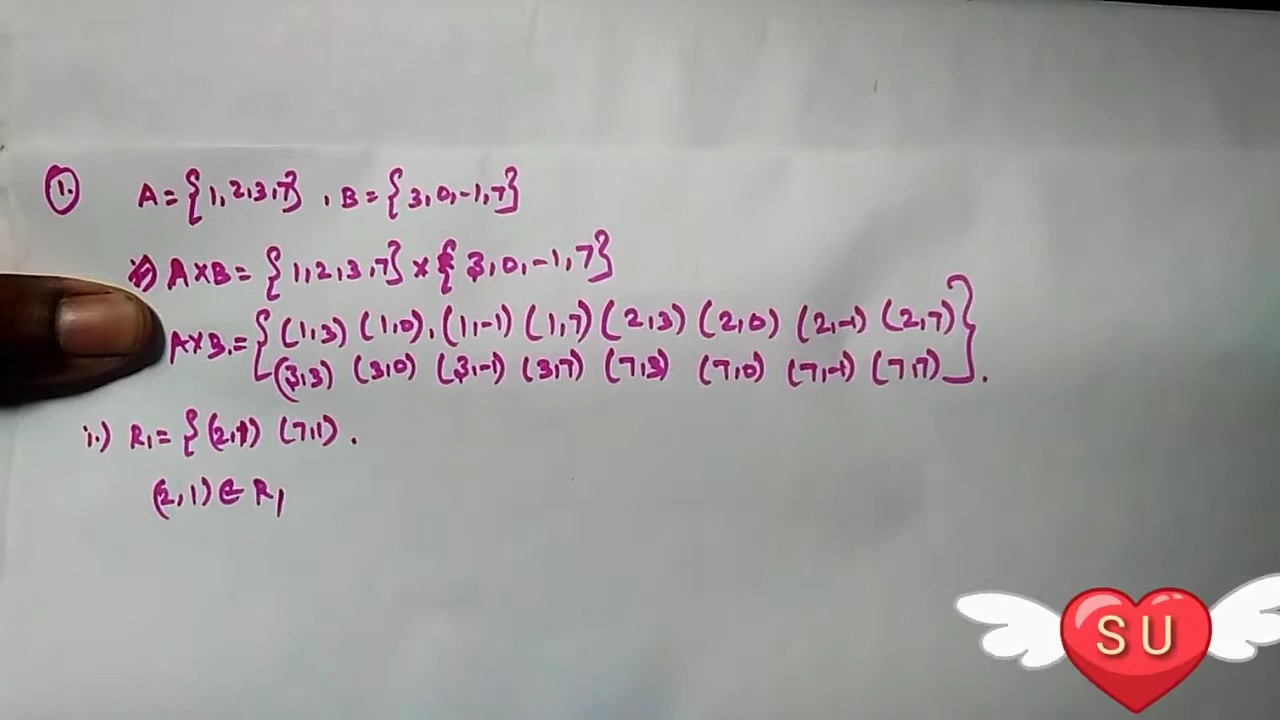 1. A = {1,2,3,7} , B = {3,0,-1,7}
A×B = {1,2,3,7} × {3,0,-1,7}
A×B = {(1,3) (1,0), (1,-1) (1,7) (2,3) (2,0) (2,-1) (2,7)
(3,3) (3,0) (3,-1) (3,7) (7,3) (7,0) (7,-1) (7,7)}.
i.) R₁ = {(2,1) (7,1).
(2,1) ∈ R₁
SU